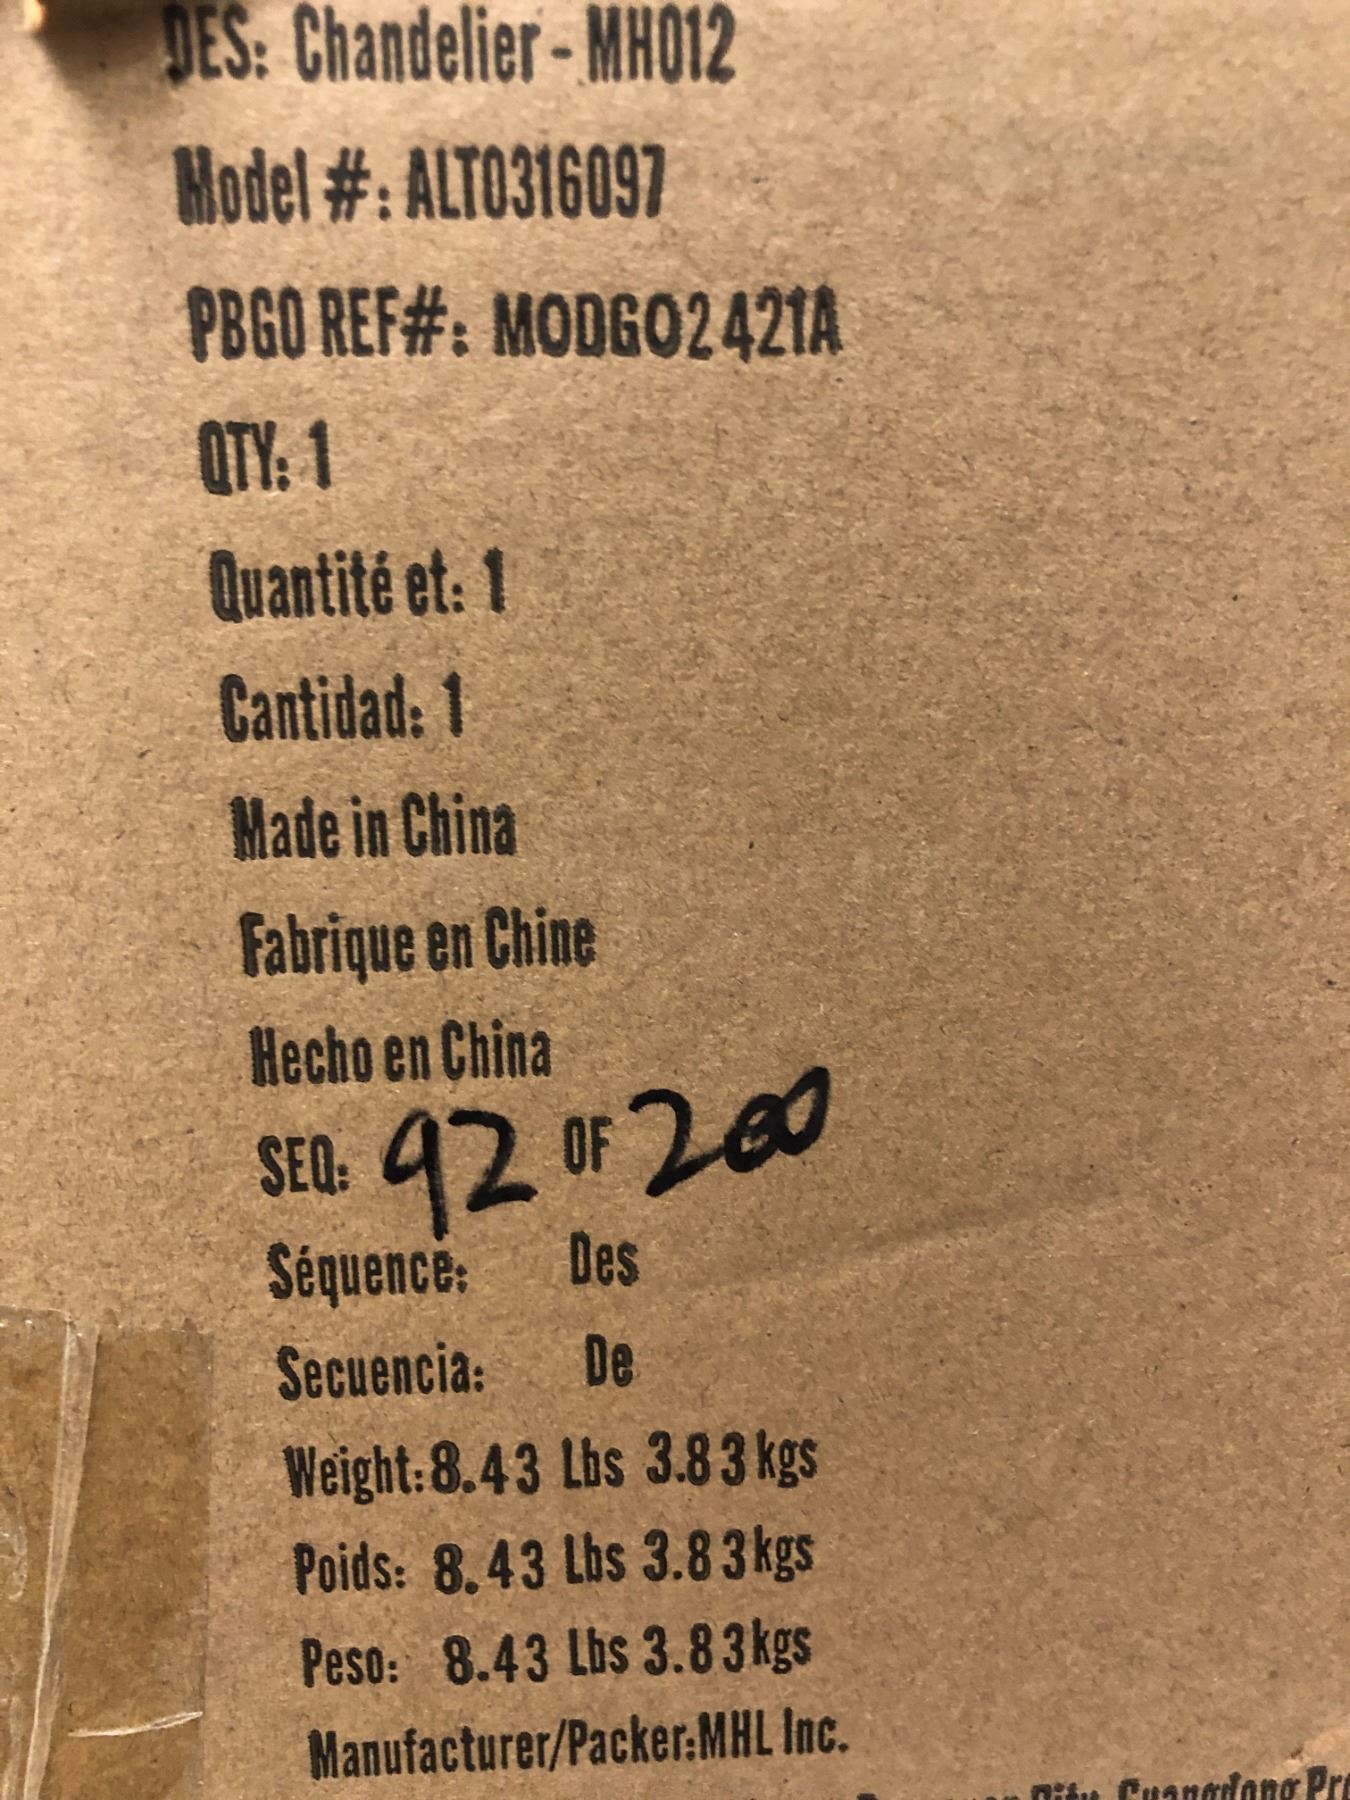 DES: Chandelier - MH012
Model #: ALT0316097
PBGO REF#: MODGO2421A
QTY: 1
Quantité et: 1
Cantidad: 1
Made in China
Fabrique en Chine
Hecho en China
SEQ: 92 OF 200
Séquence: Des
Secuencia: De
Weight: 8.43 Lbs 3.83 kgs
Poids: 8.43 Lbs 3.83 kgs
Peso: 8.43 Lbs 3.83 kgs
Manufacturer/Packer: MHL Inc.
City, Guangdong